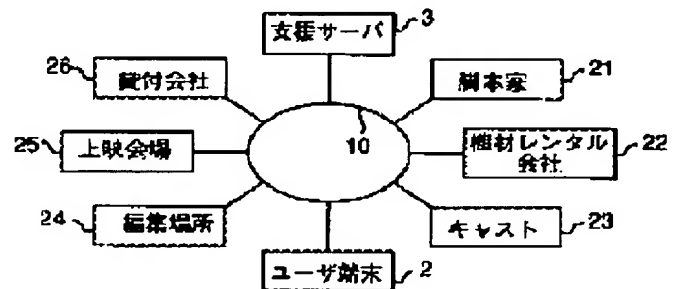 3
支援サーバ
26
貸付会社
脚本家
21
25
上映会場
10
機材レンタル
会社
22
24
編集場所
キャスト
23
ユーザ端末
2